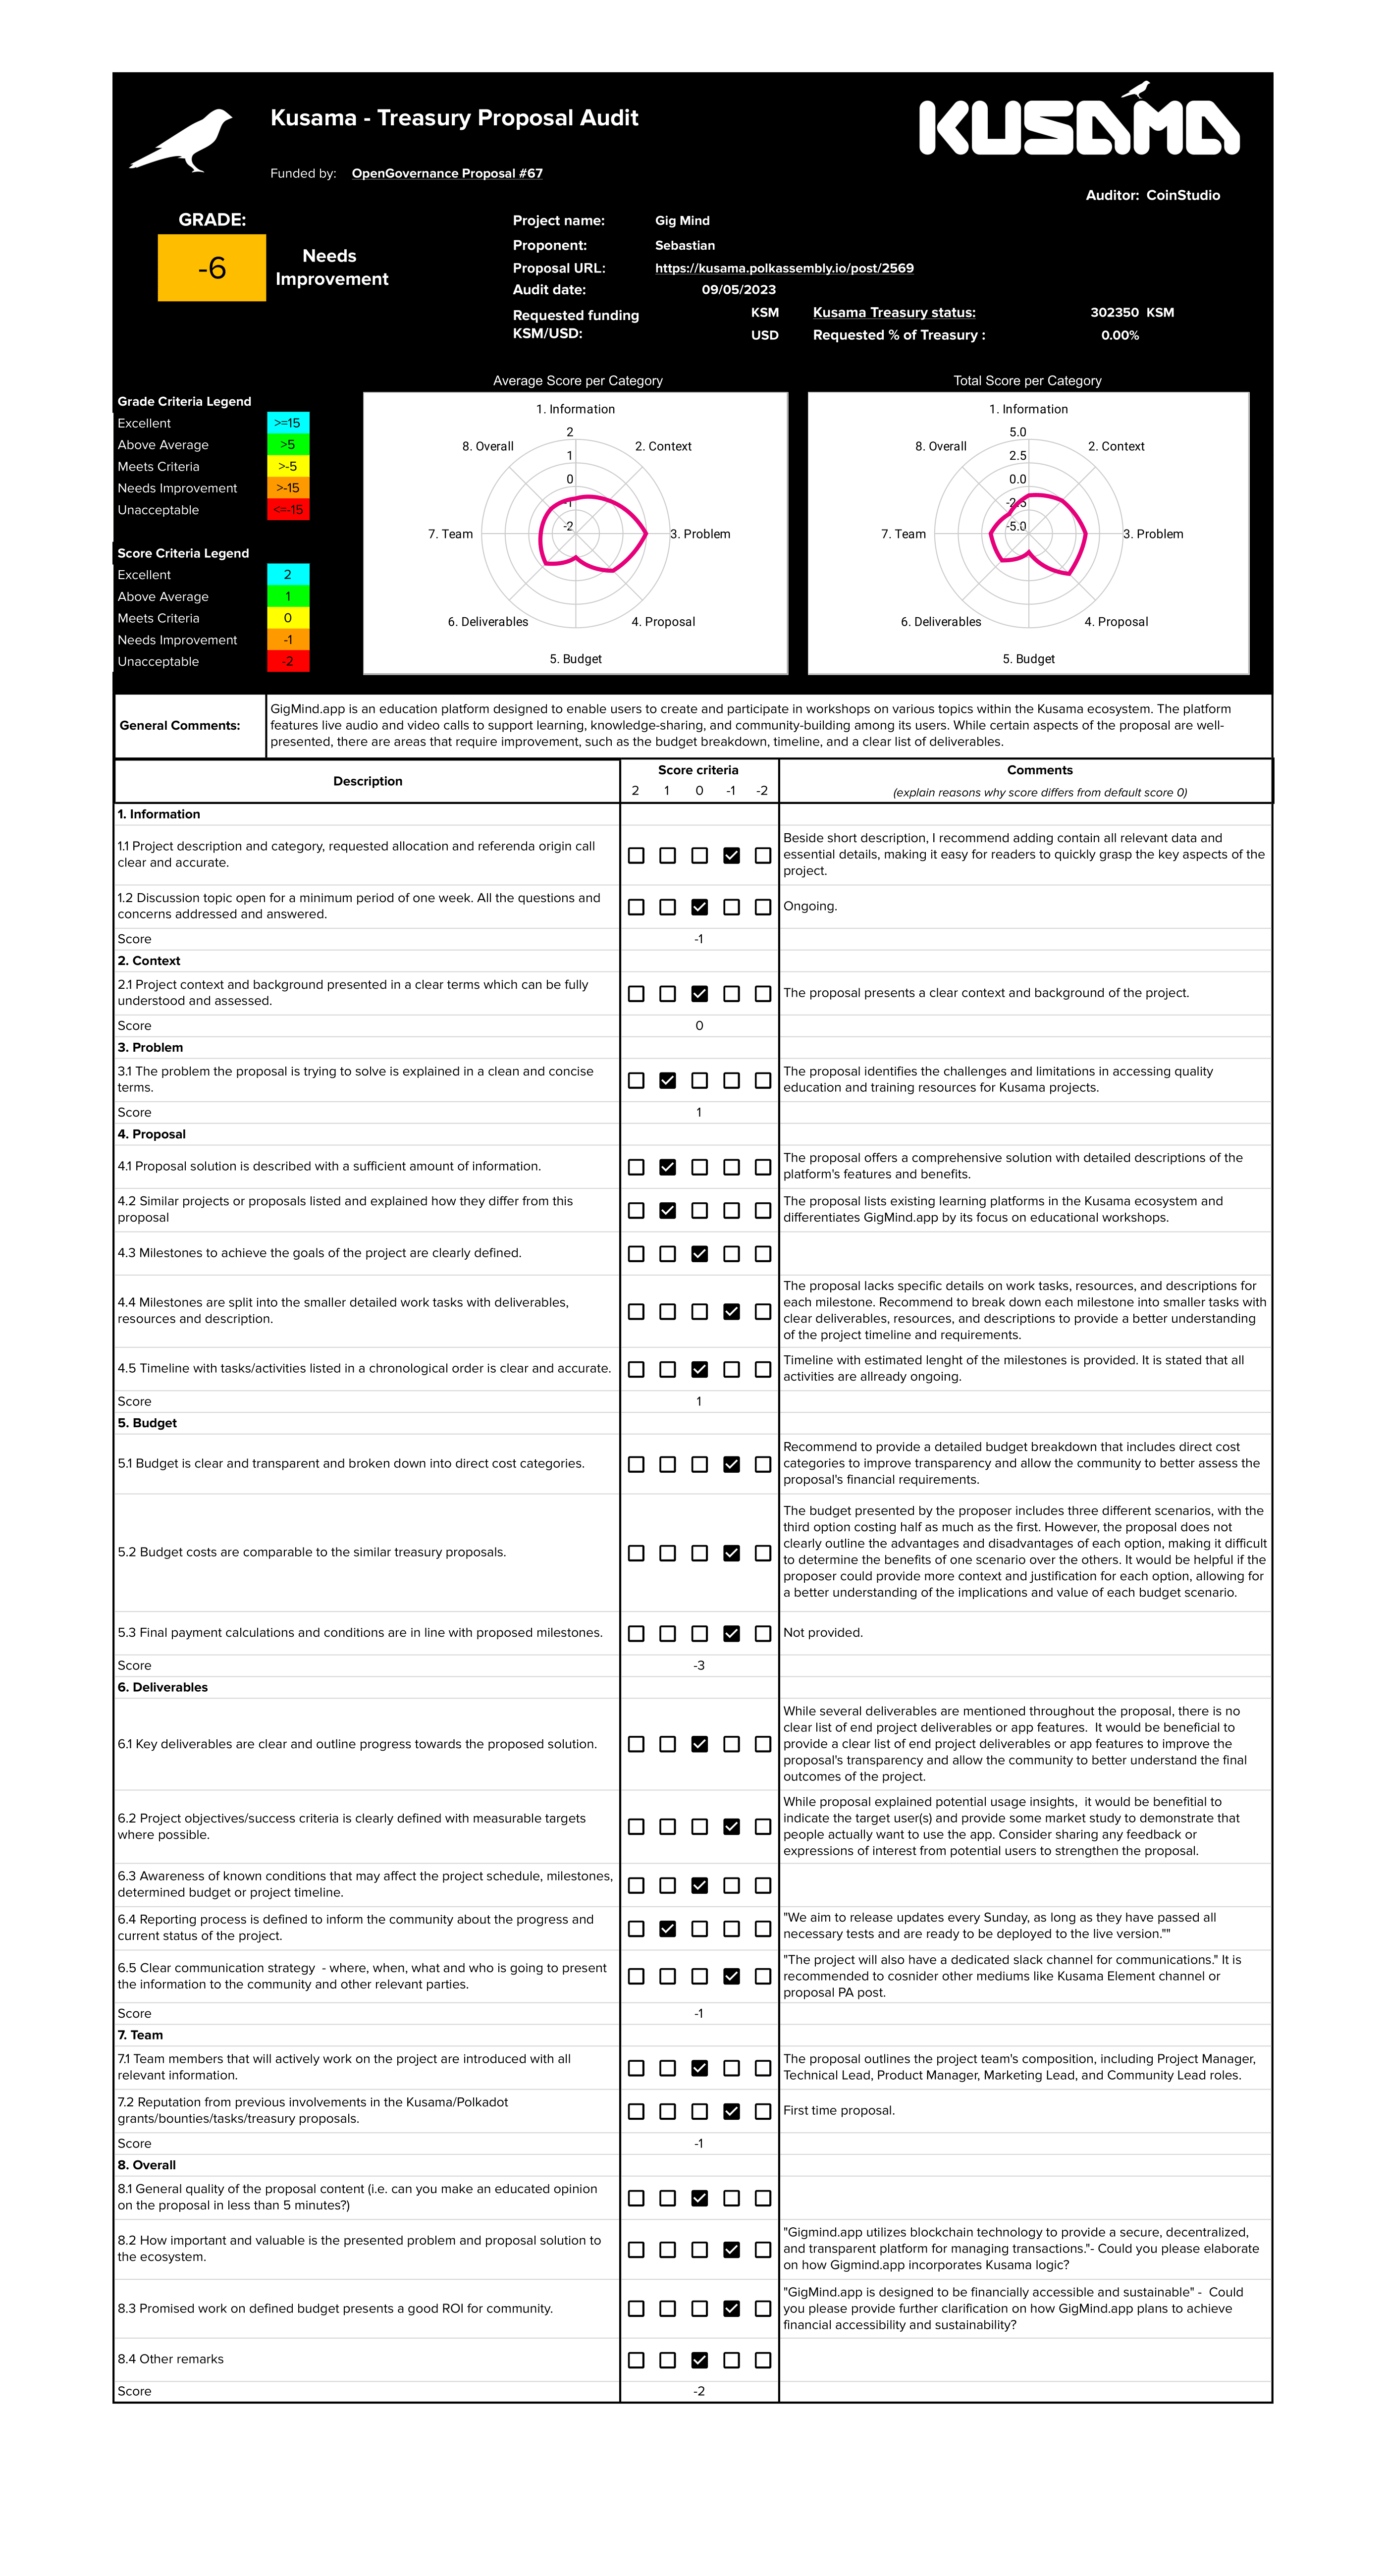 Kusama - Treasury Proposal Audit
KUSAMA
Funded by: OpenGovernance Proposal #67
Auditor: CoinStudio
GRADE:
-6
Needs
Improvement
Project name: Gig Mind
Proponent: Sebastian
Proposal URL: https://kusama.polkassembly.io/post/2569
Audit date: 09/05/2023
Requested funding
KSM/USD:
KSM
USD
Kusama Treasury status: 302350 KSM
Requested % of Treasury : 0.00%
Grade Criteria Legend
Excellent >=15
Above Average >5
Meets Criteria >-5
Needs Improvement >-15
Unacceptable <=-15
Score Criteria Legend
Excellent 2
Above Average 1
Meets Criteria 0
Needs Improvement -1
Unacceptable -2
Average Score per Category
1. Information
2. Context
3. Problem
4. Proposal
5. Budget
6. Deliverables
7. Team
8. Overall
2
1
0
-1
-2
Total Score per Category
1. Information
2. Context
3. Problem
4. Proposal
5. Budget
6. Deliverables
7. Team
8. Overall
5.0
2.5
0.0
-2.5
-5.0
General Comments:
GigMind.app is an education platform designed to enable users to create and participate in workshops on various topics within the Kusama ecosystem. The platform
features live audio and video calls to support learning, knowledge-sharing, and community-building among its users. While certain aspects of the proposal are well-
presented, there are areas that require improvement, such as the budget breakdown, timeline, and a clear list of deliverables.
Description
Score criteria
2 1 0 -1 -2
Comments
(explain reasons why score differs from default score 0)
1. Information
1.1 Project description and category, requested allocation and referenda origin call
clear and accurate.
Beside short description, I recommend adding contain all relevant data and
essential details, making it easy for readers to quickly grasp the key aspects of the
project.
1.2 Discussion topic open for a minimum period of one week. All the questions and
concerns addressed and answered.
Ongoing.
Score -1
2. Context
2.1 Project context and background presented in a clear terms which can be fully
understood and assessed.
The proposal presents a clear context and background of the project.
Score 0
3. Problem
3.1 The problem the proposal is trying to solve is explained in a clean and concise
terms.
The proposal identifies the challenges and limitations in accessing quality
education and training resources for Kusama projects.
Score 1
4. Proposal
4.1 Proposal solution is described with a sufficient amount of information.
The proposal offers a comprehensive solution with detailed descriptions of the
platform's features and benefits.
4.2 Similar projects or proposals listed and explained how they differ from this
proposal
The proposal lists existing learning platforms in the Kusama ecosystem and
differentiates GigMind.app by its focus on educational workshops.
4.3 Milestones to achieve the goals of the project are clearly defined.
4.4 Milestones are split into the smaller detailed work tasks with deliverables,
resources and description.
The proposal lacks specific details on work tasks, resources, and descriptions for
each milestone. Recommend to break down each milestone into smaller tasks with
clear deliverables, resources, and descriptions to provide a better understanding
of the project timeline and requirements.
4.5 Timeline with tasks/activities listed in a chronological order is clear and accurate.
Timeline with estimated lenght of the milestones is provided. It is stated that all
activities are allready ongoing.
Score 1
5. Budget
5.1 Budget is clear and transparent and broken down into direct cost categories.
Recommend to provide a detailed budget breakdown that includes direct cost
categories to improve transparency and allow the community to better assess the
proposal's financial requirements.
5.2 Budget costs are comparable to the similar treasury proposals.
The budget presented by the proposer includes three different scenarios, with the
third option costing half as much as the first. However, the proposal does not
clearly outline the advantages and disadvantages of each option, making it difficult
to determine the benefits of one scenario over the others. It would be helpful if the
proposer could provide more context and justification for each option, allowing for
a better understanding of the implications and value of each budget scenario.
5.3 Final payment calculations and conditions are in line with proposed milestones.
Not provided.
Score -3
6. Deliverables
6.1 Key deliverables are clear and outline progress towards the proposed solution.
While several deliverables are mentioned throughout the proposal, there is no
clear list of end project deliverables or app features.  It would be beneficial to
provide a clear list of end project deliverables or app features to improve the
proposal's transparency and allow the community to better understand the final
outcomes of the project.
6.2 Project objectives/success criteria is clearly defined with measurable targets
where possible.
While proposal explained potential usage insights,  it would be benefitial to
indicate the target user(s) and provide some market study to demonstrate that
people actually want to use the app. Consider sharing any feedback or
expressions of interest from potential users to strengthen the proposal.
6.3 Awareness of known conditions that may affect the project schedule, milestones,
determined budget or project timeline.
6.4 Reporting process is defined to inform the community about the progress and
current status of the project.
"We aim to release updates every Sunday, as long as they have passed all
necessary tests and are ready to be deployed to the live version.""
6.5 Clear communication strategy  - where, when, what and who is going to present
the information to the community and other relevant parties.
"The project will also have a dedicated slack channel for communications." It is
recommended to cosnider other mediums like Kusama Element channel or
proposal PA post.
Score -1
7. Team
7.1 Team members that will actively work on the project are introduced with all
relevant information.
The proposal outlines the project team's composition, including Project Manager,
Technical Lead, Product Manager, Marketing Lead, and Community Lead roles.
7.2 Reputation from previous involvements in the Kusama/Polkadot
grants/bounties/tasks/treasury proposals.
First time proposal.
Score -1
8. Overall
8.1 General quality of the proposal content (i.e. can you make an educated opinion
on the proposal in less than 5 minutes?)
8.2 How important and valuable is the presented problem and proposal solution to
the ecosystem.
"Gigmind.app utilizes blockchain technology to provide a secure, decentralized,
and transparent platform for managing transactions."- Could you please elaborate
on how Gigmind.app incorporates Kusama logic?
8.3 Promised work on defined budget presents a good ROI for community.
"GigMind.app is designed to be financially accessible and sustainable" -  Could
you please provide further clarification on how GigMind.app plans to achieve
financial accessibility and sustainability?
8.4 Other remarks
Score -2